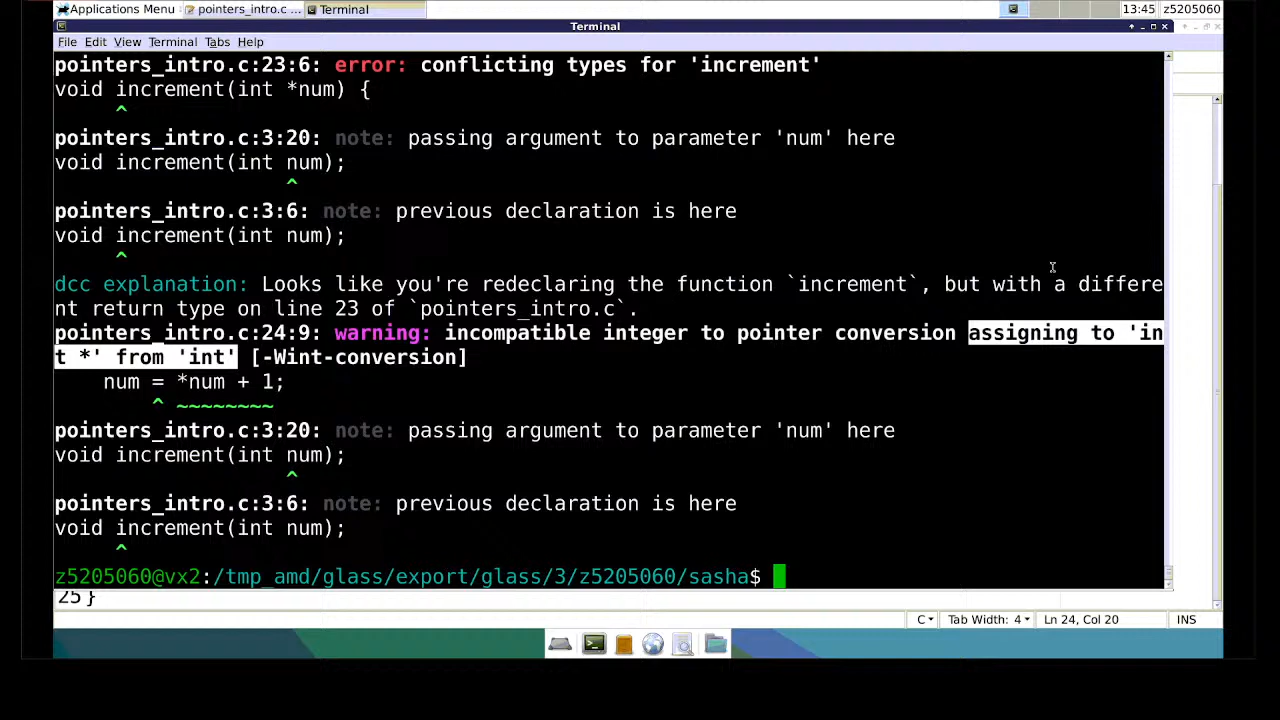 Applications Menu pointers_intro.c ... Terminal 13:45 z5205060
Terminal
File Edit View Terminal Tabs Help
pointers_intro.c:23:6: error: conflicting types for 'increment'
void increment(int *num) {
^
pointers_intro.c:3:20: note: passing argument to parameter 'num' here
void increment(int num);
^
pointers_intro.c:3:6: note: previous declaration is here
void increment(int num);
^
dcc explanation: Looks like you're redeclaring the function `increment`, but with a differe
nt return type on line 23 of `pointers_intro.c`.
pointers_intro.c:24:9: warning: incompatible integer to pointer conversion assigning to 'in
t *' from 'int' [-Wint-conversion]
    num = *num + 1;
^ ~~~~~~~~
pointers_intro.c:3:20: note: passing argument to parameter 'num' here
void increment(int num);
^
pointers_intro.c:3:6: note: previous declaration is here
void increment(int num);
^
z5205060@vx2:/tmp_amd/glass/export/glass/3/z5205060/sasha$
25 }
C Tab Width: 4 Ln 24, Col 20 INS